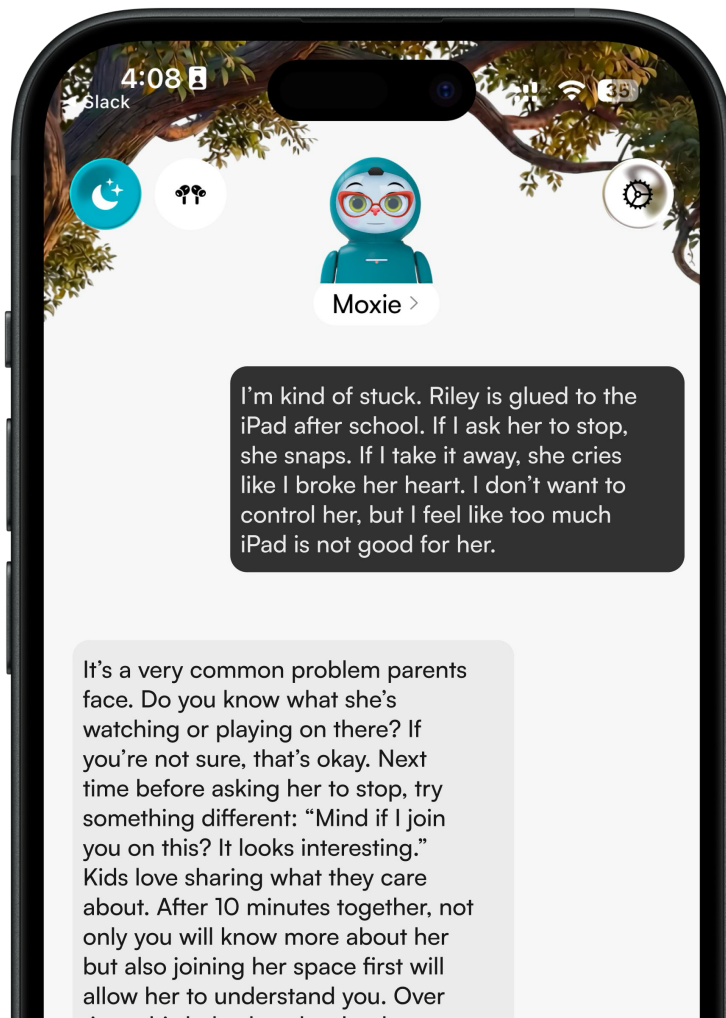 4:08
35
Slack
Moxie
I’m kind of stuck. Riley is glued to the
iPad after school. If I ask her to stop,
she snaps. If I take it away, she cries
like I broke her heart. I don’t want to
control her, but I feel like too much
iPad is not good for her.
It’s a very common problem parents
face. Do you know what she’s
watching or playing on there? If
you’re not sure, that’s okay. Next
time before asking her to stop, try
something different: “Mind if I join
you on this? It looks interesting.”
Kids love sharing what they care
about. After 10 minutes together, not
only you will know more about her
but also joining her space first will
allow her to understand you. Over